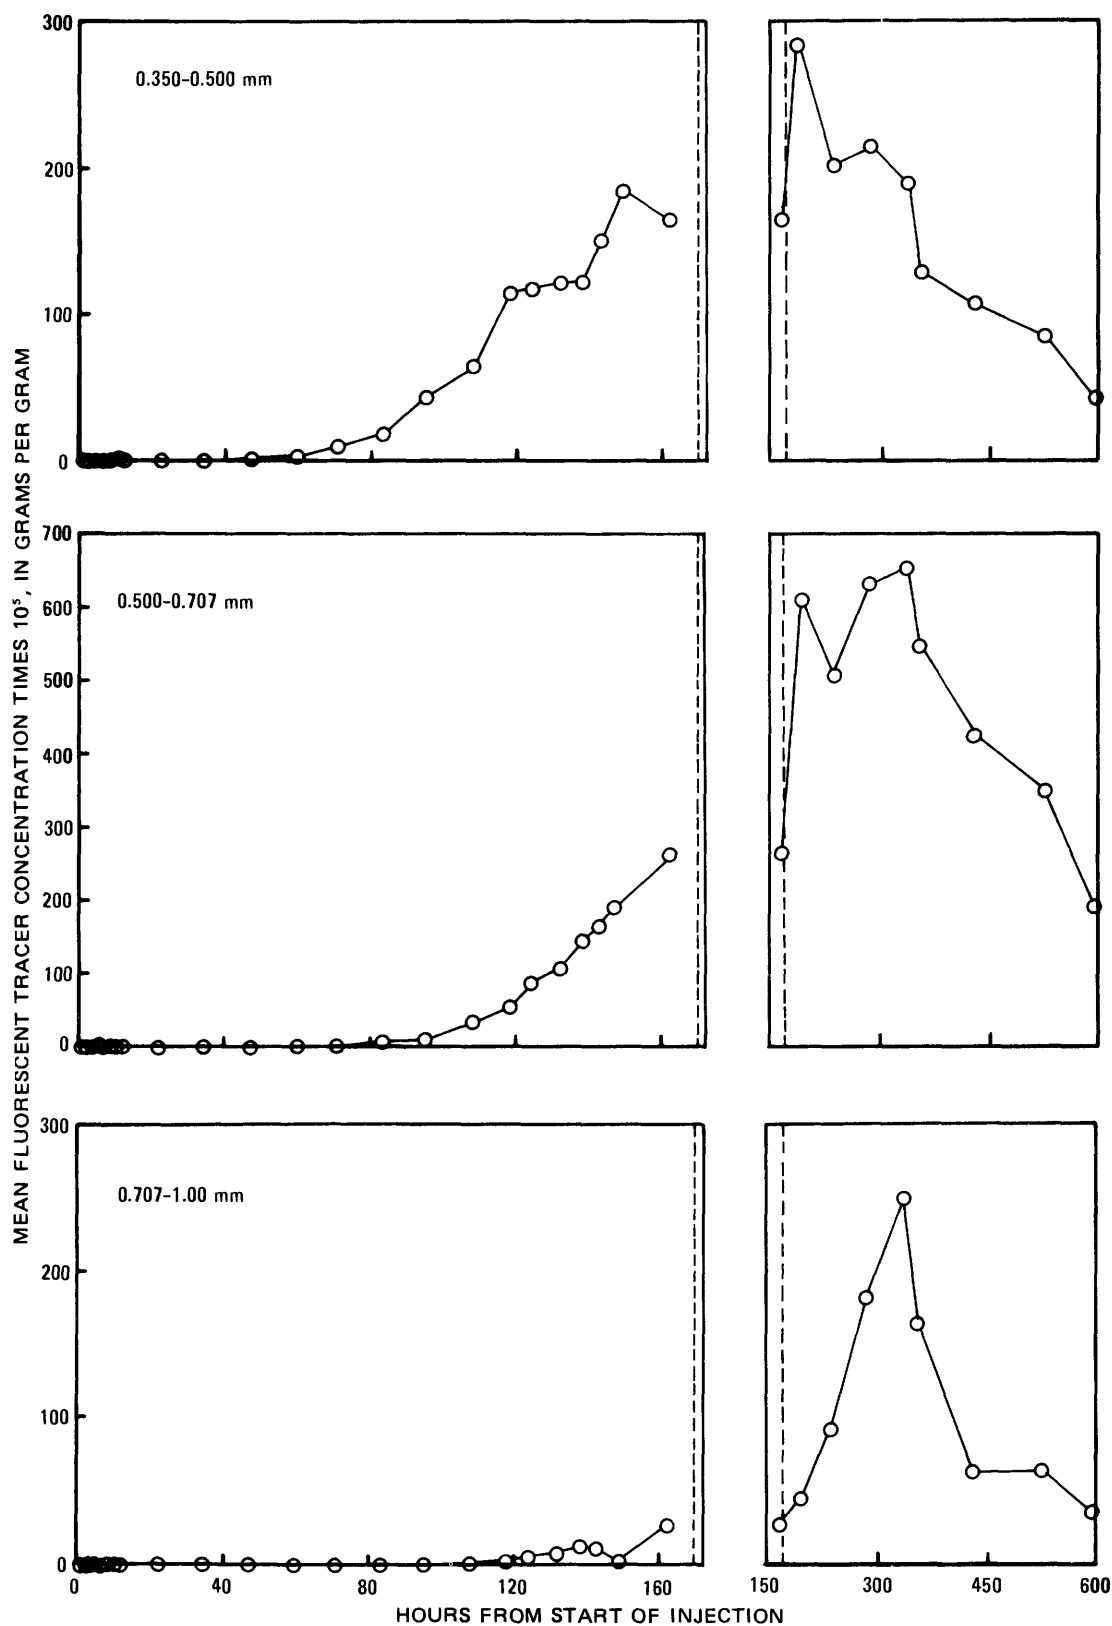 MEAN FLUORESCENT TRACER CONCENTRATION TIMES 10⁵, IN GRAMS PER GRAM
300
0.350-0.500 mm
200
100
0
700
0.500-0.707 mm
600
500
400
300
200
100
0
300
0.707-1.00 mm
200
100
0
0 40 80 120 160 150 300 450 600
HOURS FROM START OF INJECTION